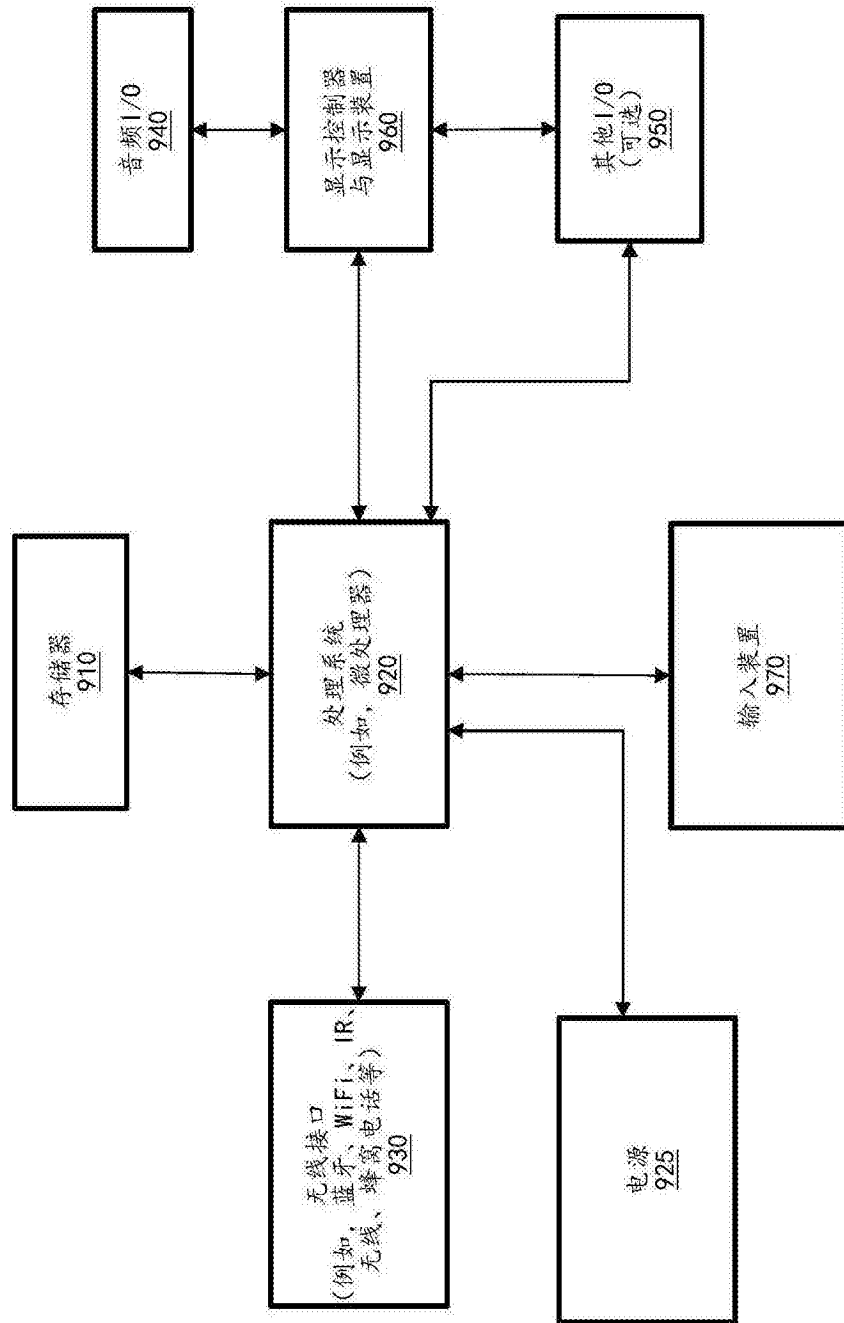 存储器
910
无线接口
(例如，蓝牙、WiFi、IR、
无线、蜂窝电话等)
930
处理系统
(例如，微处理器)
920
音频I/O
940
显示控制器
与显示装置
960
其他I/O
(可选)
950
电源
925
输入装置
970